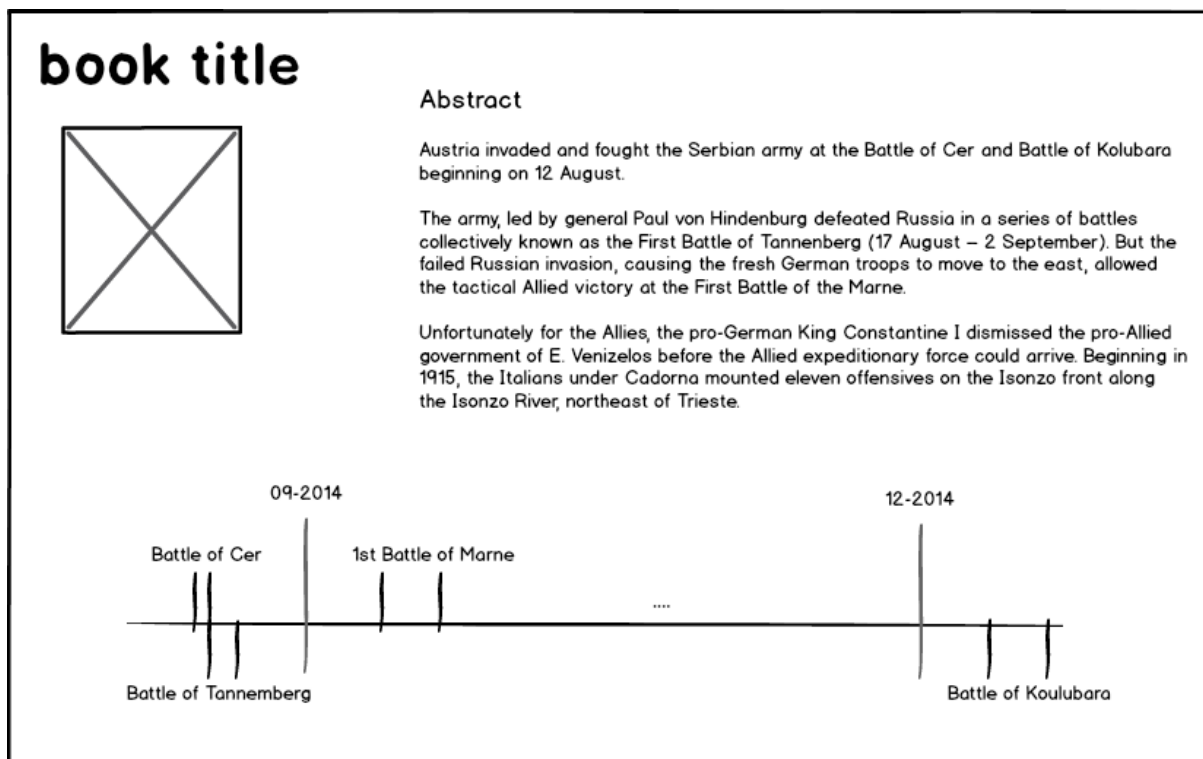 book title
Abstract
Austria invaded and fought the Serbian army at the Battle of Cer and Battle of Kolubara
beginning on 12 August.
The army, led by general Paul von Hindenburg defeated Russia in a series of battles
collectively known as the First Battle of Tannenberg (17 August – 2 September). But the
failed Russian invasion, causing the fresh German troops to move to the east, allowed
the tactical Allied victory at the First Battle of the Marne.
Unfortunately for the Allies, the pro-German King Constantine I dismissed the pro-Allied
government of E. Venizelos before the Allied expeditionary force could arrive. Beginning in
1915, the Italians under Cadorna mounted eleven offensives on the Isonzo front along
the Isonzo River, northeast of Trieste.
09-2014
12-2014
Battle of Cer
1st Battle of Marne
....
Battle of Tannemberg
Battle of Koulubara